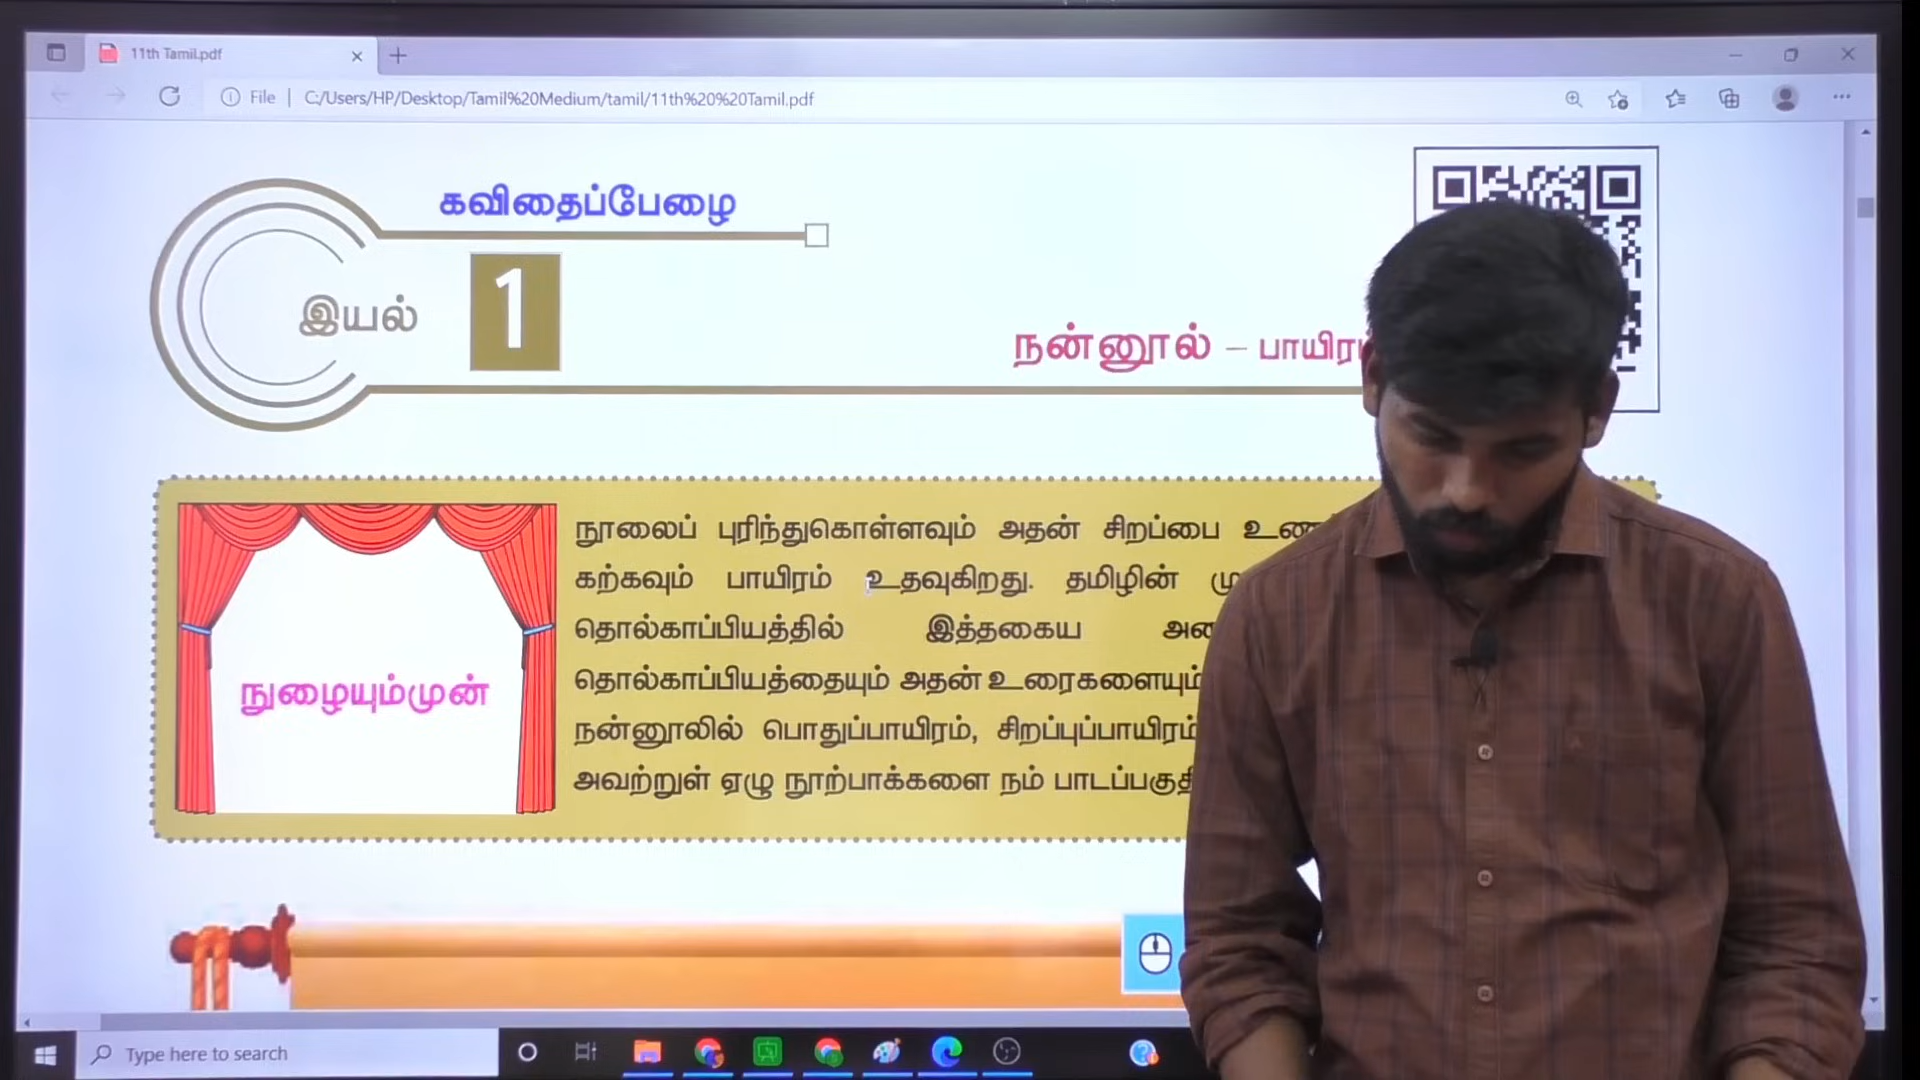 11th Tamil.pdf
File
C:/Users/HP/Desktop/Tamil%20Medium/tamil/11th%20%20Tamil.pdf
கவிதைப்பேழை
இயல் 1
நன்னூல் –
நூலைப் புரிந்துகொள்ளவும் அதன் சிறப்பை
கற்கவும் பாயிரம் உதவுகிறது. தமிழின்
தொல்காப்பியத்தில் இத்தகைய
தொல்காப்பியத்தையும் அதன் உரைகளையும்
நுழையும்முன்
நன்னூலில் பொதுப்பாயிரம், சிறப்புப்பாயிரம்
அவற்றுள் ஏழு நூற்பாக்களை நம்
Type here to search